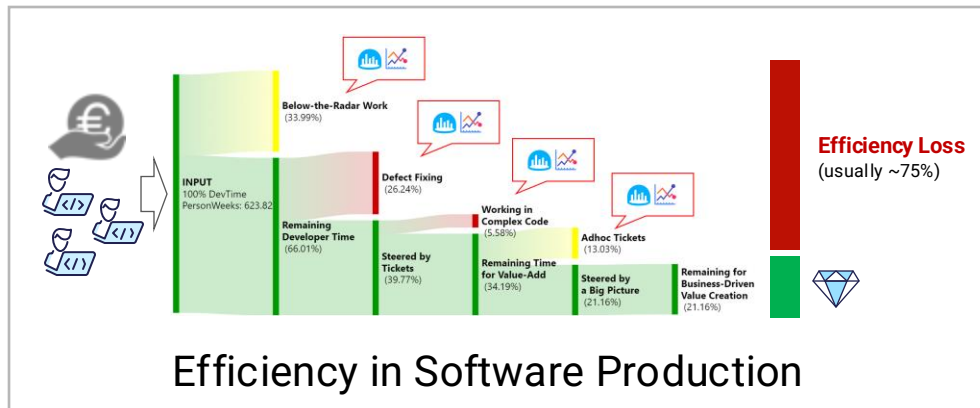 Below-the-Radar Work
(33.99%)
INPUT
100% DevTime
PersonWeeks: 623.82
Remaining
Developer Time
(66.01%)
Defect Fixing
(26.24%)
Steered by
Tickets
(39.77%)
Working in
Complex Code
(5.58%)
Remaining Time
for Value-Add
(34.19%)
Adhoc Tickets
(13.03%)
Steered by
a Big Picture
(21.16%)
Remaining for
Business-Driven
Value Creation
(21.16%)
Efficiency Loss
(usually ~75%)
€
</>
</>
</>
Efficiency in Software Production